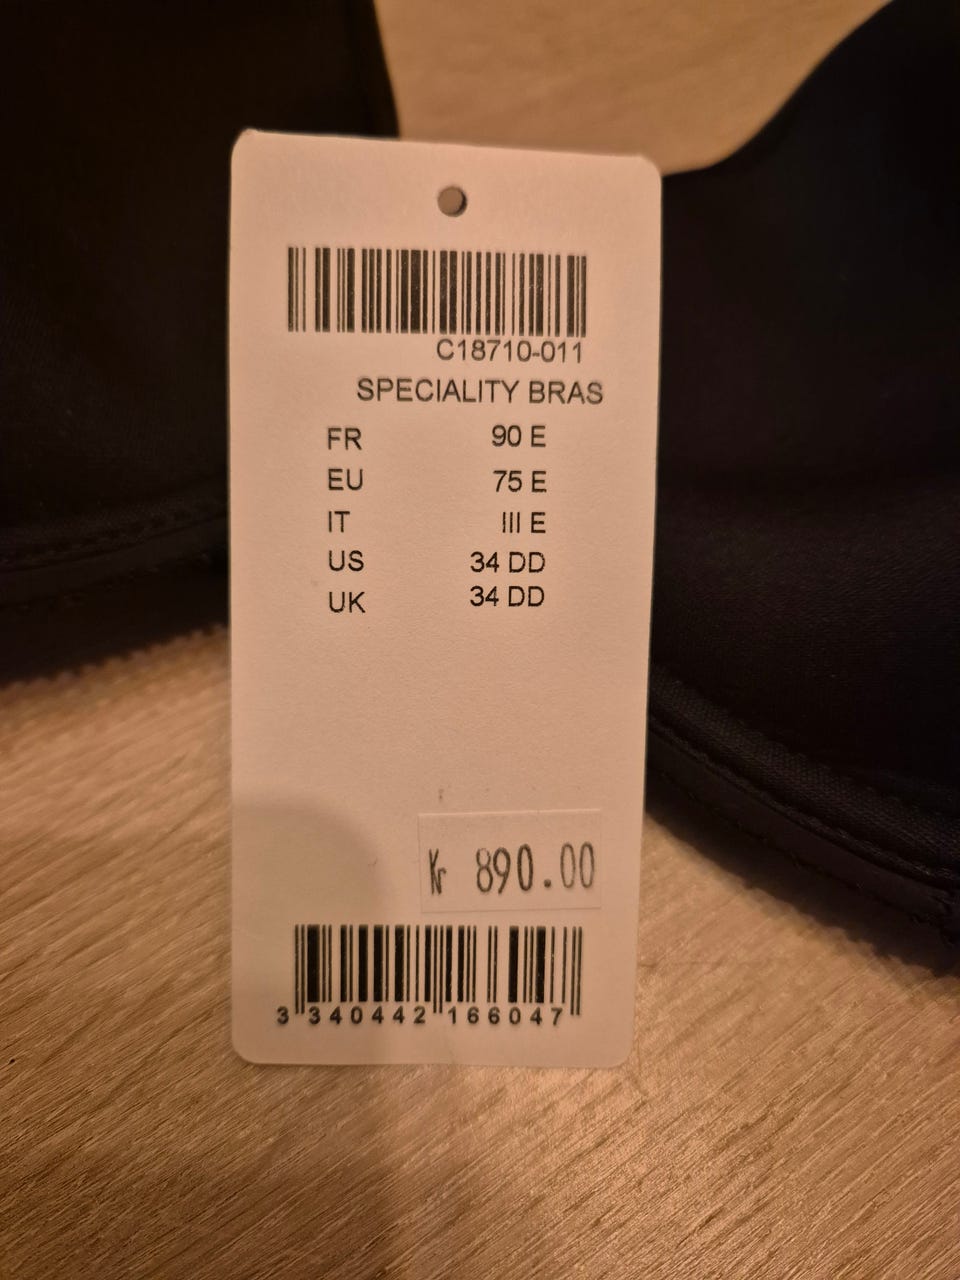 C18710-011
SPECIALITY BRAS
FR 90 E
EU 75 E
IT III E
US 34 DD
UK 34 DD
Kr 890.00
3 340442 166047